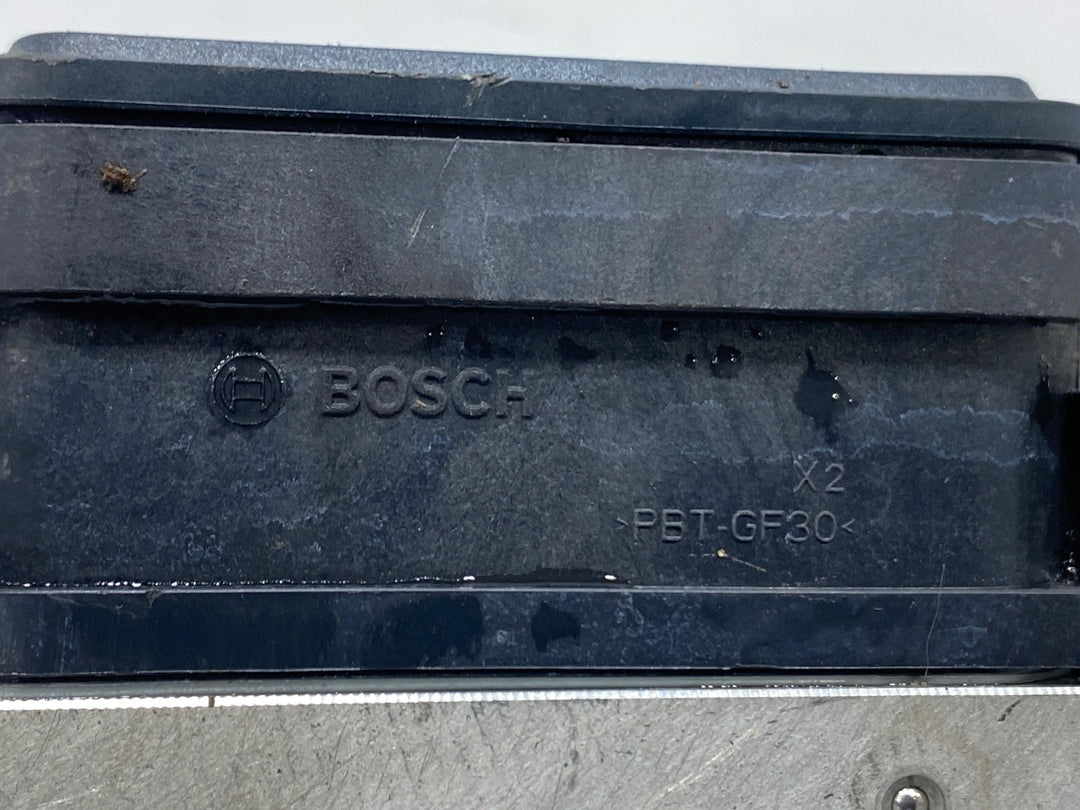 BOSCH
X2
>PBT-GF30<